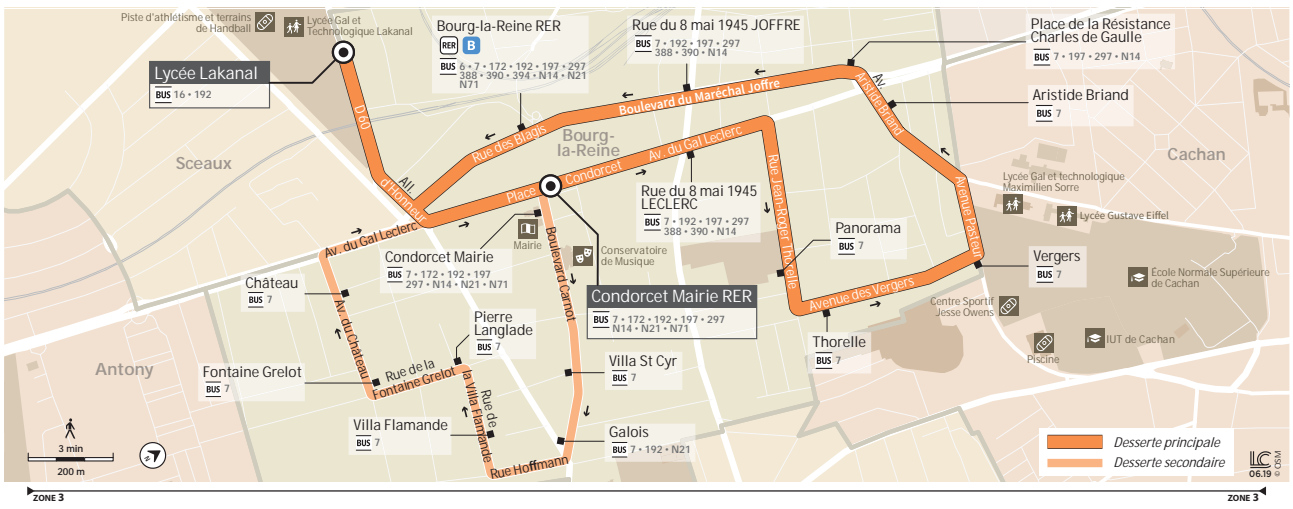 Piste d'athlétisme et terrains
de Handball
Lycée Gal et
Technologique Lakanal
Bourg-la-Reine RER
RER B
BUS 6 • 7 • 172 • 192 • 197 • 297
388 • 390 • 394 • N14 • N21
N71
Rue du 8 mai 1945 JOFFRE
BUS 7 • 192 • 197 • 297
388 • 390 • N14
Place de la Résistance
Charles de Gaulle
BUS 7 • 197 • 297 • N14
Lycée Lakanal
BUS 16 • 192
Aristide Briand
BUS 7
D 60
Boulevard du Maréchal Joffre
Av.
Aristide Briand
Rue des Blagis
Bourg-
la-Reine
Sceaux
Cachan
All.
d'Honneur
Place Condorcet
Av. du Gal Leclerc
Rue du 8 mai 1945
LECLERC
BUS 7 • 192 • 197 • 297
388 • 390 • N14
Rue Jean-Roger Thorelle
Avenue Pasteur
Lycée Gal et technologique
Maximilien Sorre
Lycée Gustave Eiffel
Panorama
BUS 7
Vergers
BUS 7
Av. du Gal Leclerc
Mairie
Conservatoire
de Musique
Condorcet Mairie
BUS 7 • 172 • 192 • 197
297 • N14 • N21 • N71
Boulevard Carnot
Condorcet Mairie RER
BUS 7 • 172 • 192 • 197 • 297
N14 • N21 • N71
Avenue des Vergers
École Normale Supérieure
de Cachan
Centre Sportif
Jesse Owens
IUT de Cachan
Piscine
Château
BUS 7
Av. du Château
Pierre
Langlade
BUS 7
Thorelle
BUS 7
Antony
Fontaine Grelot
BUS 7
Rue de la
Fontaine Grelot
Villa St Cyr
BUS 7
Rue de
la Villa Flamande
Villa Flamande
BUS 7
Galois
BUS 7 • 192 • N21
Rue Hoffmann
3 min
200 m
Desserte principale
Desserte secondaire
LC
06.19
© OSM
ZONE 3
ZONE 3